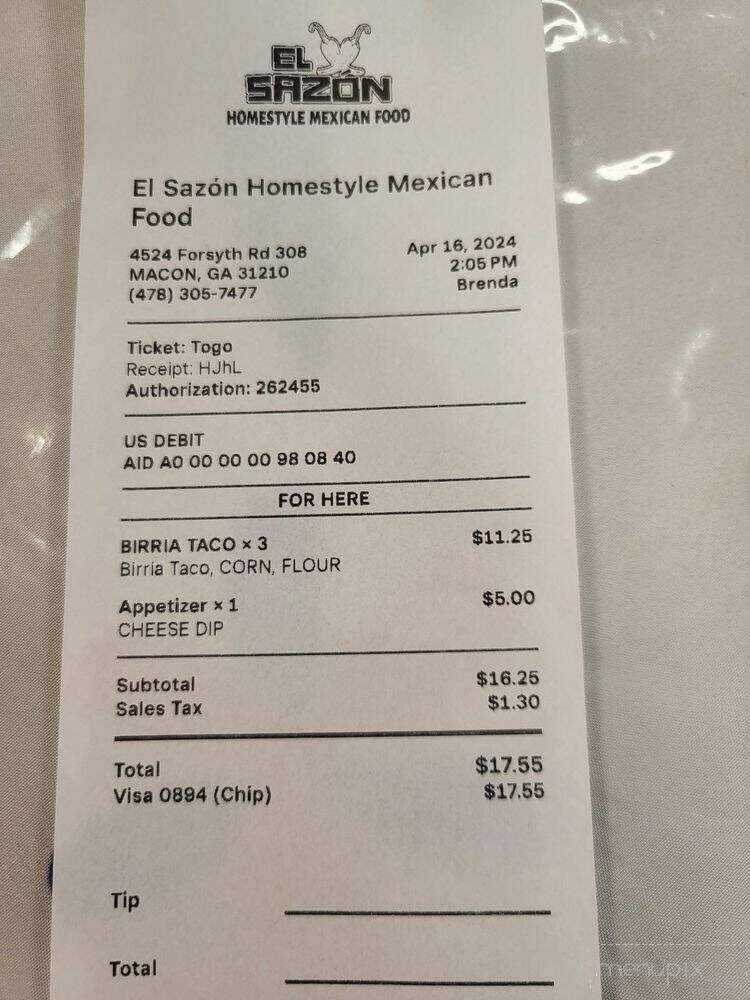 EL
SAZÓN
HOMESTYLE MEXICAN FOOD
El Sazón Homestyle Mexican
Food
4524 Forsyth Rd 308
MACON, GA 31210
(478) 305-7477
Apr 16, 2024
2:05 PM
Brenda
Ticket: Togo
Receipt: HJhL
Authorization: 262455
US DEBIT
AID A0 00 00 00 98 08 40
FOR HERE
BIRRIA TACO × 3 $11.25
Birria Taco, CORN, FLOUR
Appetizer × 1 $5.00
CHEESE DIP
Subtotal $16.25
Sales Tax $1.30
Total $17.55
Visa 0894 (Chip) $17.55
Tip
Total
menupix